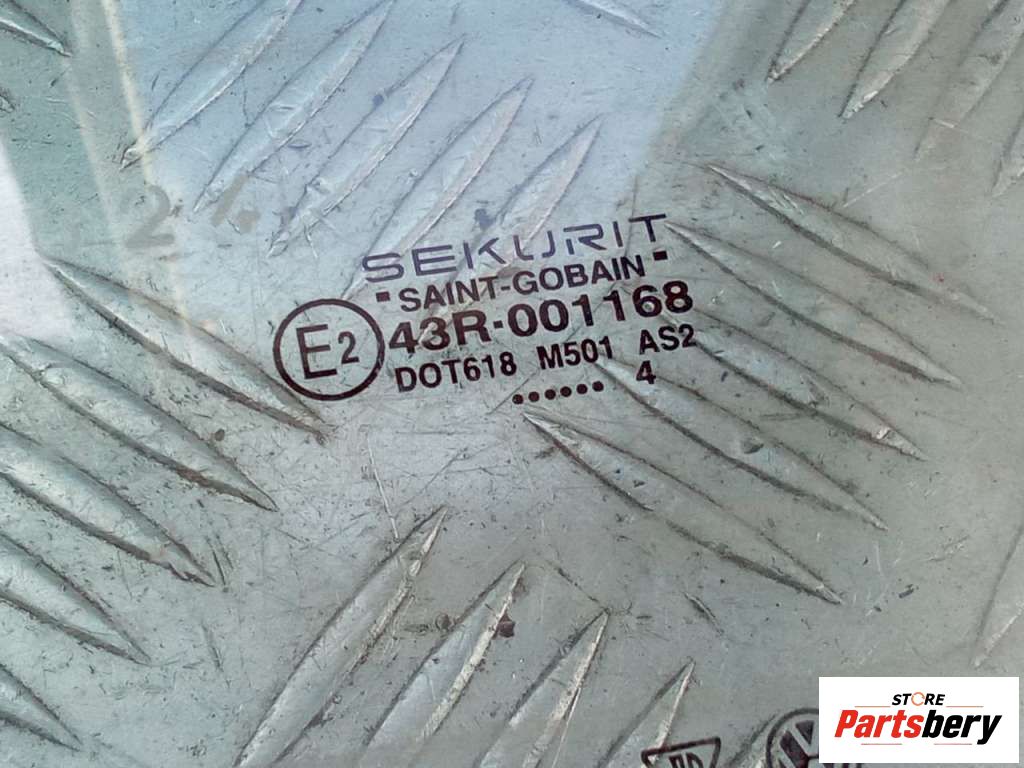 SEKURIT
SAINT-GOBAIN
E2
43R-001168
DOT618 M501 AS2
...... 4
STORE
Partsbery